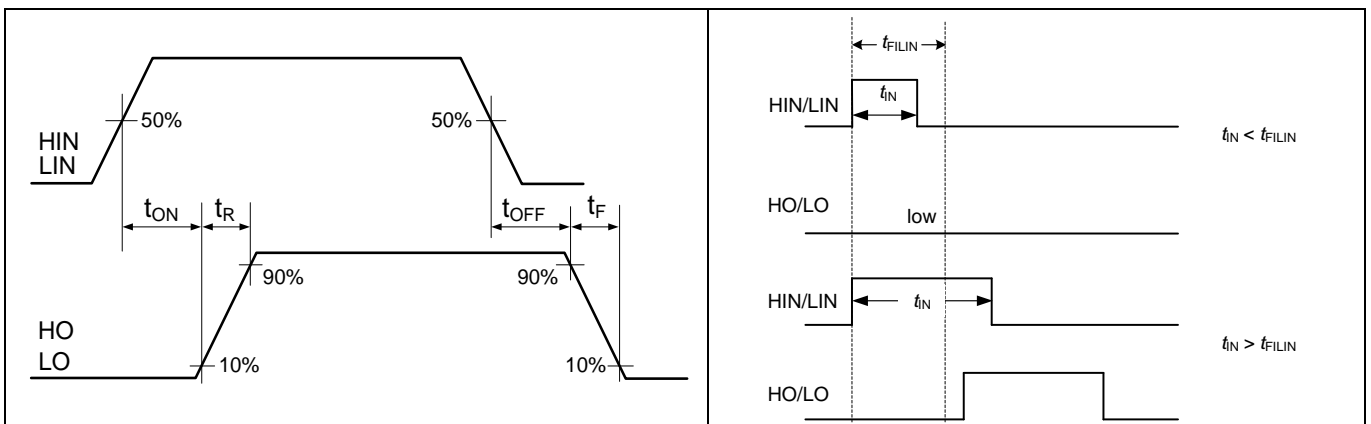 50%
50%
HIN
LIN
tON
tR
tOFF
tF
90%
90%
HO
LO
10%
10%
tFILIN
HIN/LIN
tIN
tIN < tFILIN
HO/LO
low
HIN/LIN
tIN
tIN > tFILIN
HO/LO